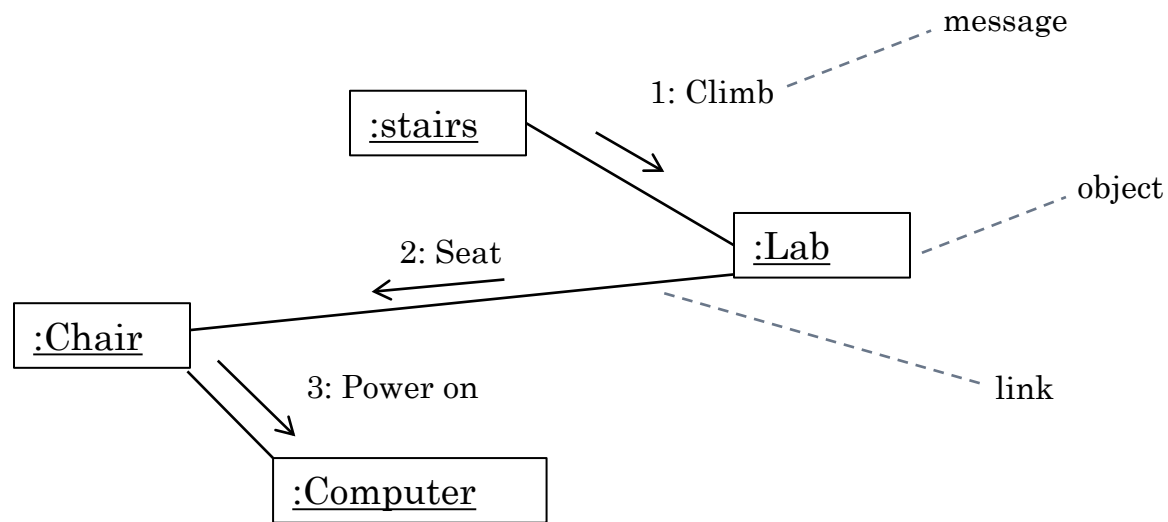 message
1: Climb
:stairs
object
:Lab
2: Seat
:Chair
3: Power on
link
:Computer